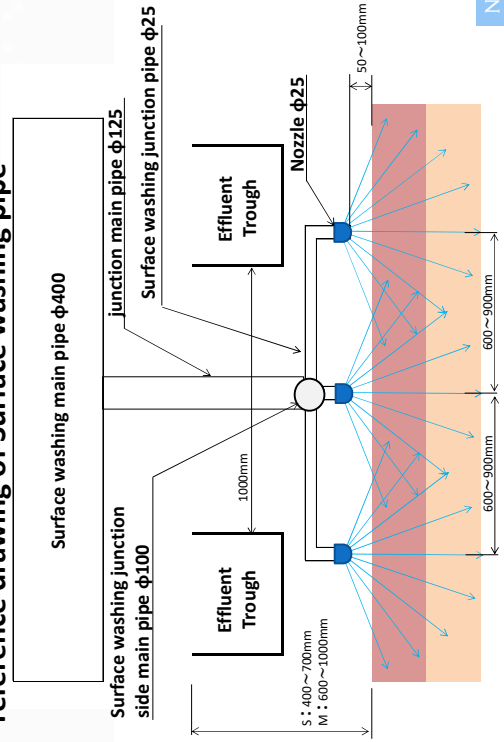 reference drawing of surface washing pipe
Surface washing main pipe φ400
junction main pipe φ125
Surface washing junction pipe φ25
Surface washing junction
side main pipe φ100
Effluent
Trough
Effluent
Trough
1000mm
Nozzle φ25
50～100mm
S：400～700mm
M：600～1000mm
600～900mm
600～900mm
N